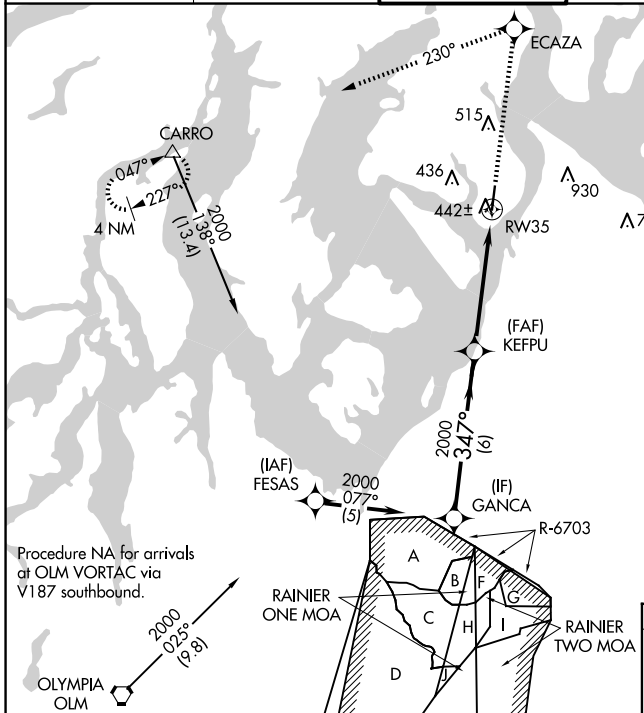 ECAZA
230°
515
CARRO
047°
227°
4 NM
2000
138°
(13.4)
436
930
442±
RW35
(FAF)
KEFPU
2000
347°
(6)
(IAF)
FESAS
2000
077°
(5)
(IF)
GANCA
R-6703
Procedure NA for arrivals
at OLM VORTAC via
V187 southbound.
A
B
F
G
RAINIER
ONE MOA
C
H
I
RAINIER
TWO MOA
D
J
2000
025°
(9.8)
OLYMPIA
OLM